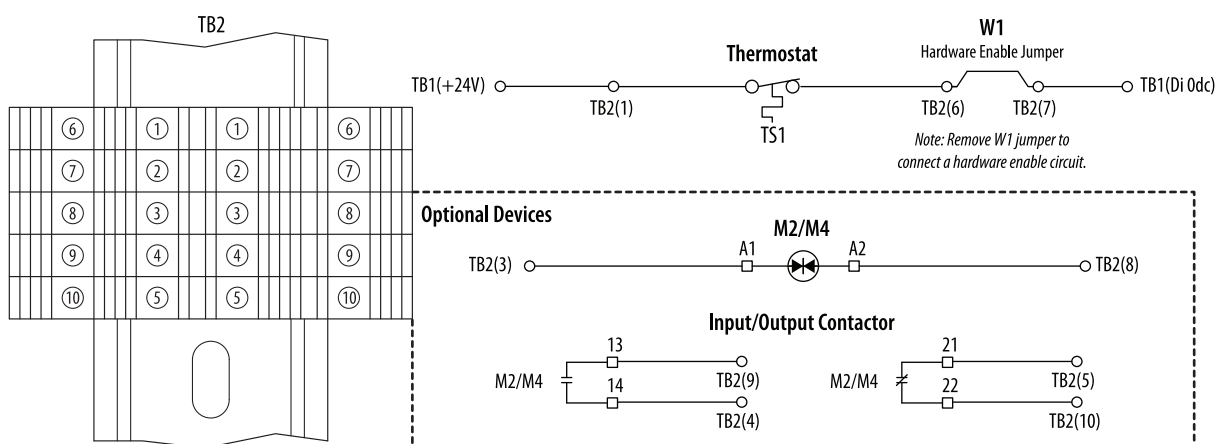 TB2
6 1 1 6
7 2 2 7
8 3 3 8
9 4 4 9
10 5 5 10
W1
Hardware Enable Jumper
Thermostat
TB1(+24V)
TB2(1)
TS1
TB2(6)
TB2(7)
TB1(Di 0dc)
Note: Remove W1 jumper to
connect a hardware enable circuit.
Optional Devices
M2/M4
TB2(3)
A1
A2
TB2(8)
Input/Output Contactor
M2/M4
13
TB2(9)
14
TB2(4)
M2/M4
21
TB2(5)
22
TB2(10)